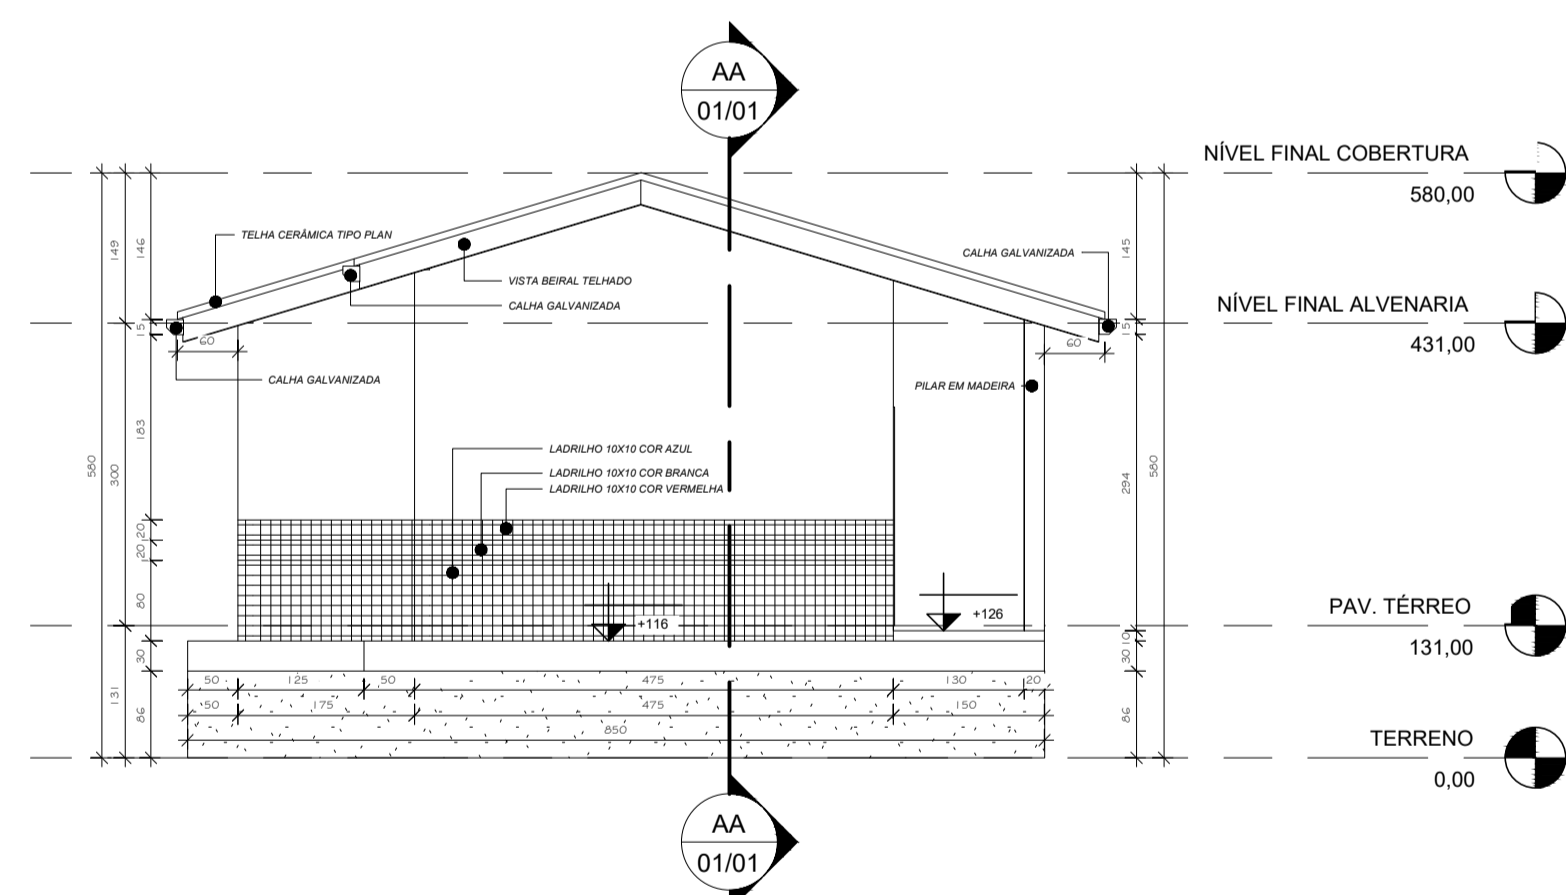 AA
01/01
NÍVEL FINAL COBERTURA
580,00
TELHA CERÂMICA TIPO PLAN
CALHA GALVANIZADA
VISTA BEIRAL TELHADO
CALHA GALVANIZADA
149
146
145
NÍVEL FINAL ALVENARIA
431,00
15
60
60
15
CALHA GALVANIZADA
PILAR EM MADEIRA
183
LADRILHO 10X10 COR AZUL
LADRILHO 10X10 COR BRANCA
LADRILHO 10X10 COR VERMELHA
580
300
294
580
20
20
80
+116
+126
PAV. TÉRREO
131,00
30
10
30
50 125 50 475 130 20
131
86
50 175 475 150
86
850
TERRENO
0,00
AA
01/01